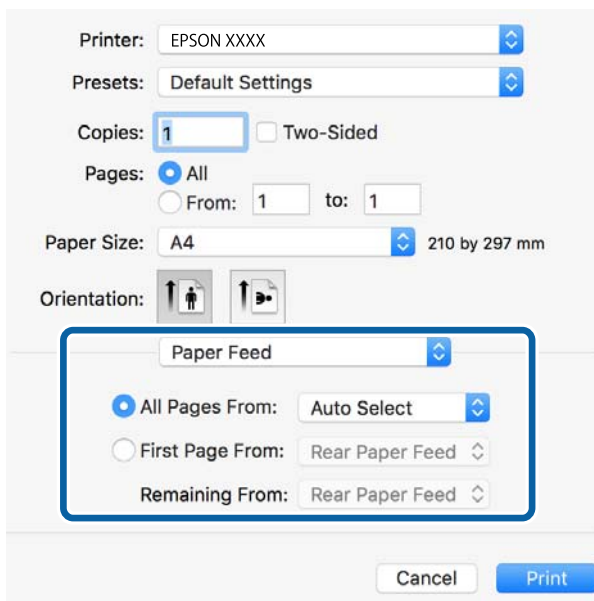 Printer: EPSON XXXX
Presets: Default Settings
Copies: 1 Two-Sided
Pages: All
From: 1 to: 1
Paper Size: A4 210 by 297 mm
Orientation:
Paper Feed
All Pages From: Auto Select
First Page From: Rear Paper Feed
Remaining From: Rear Paper Feed
Cancel Print